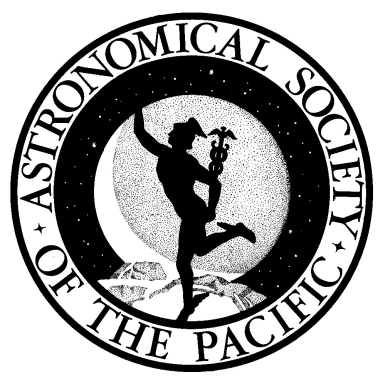 ASTRONOMICAL SOCIETY
OF THE PACIFIC